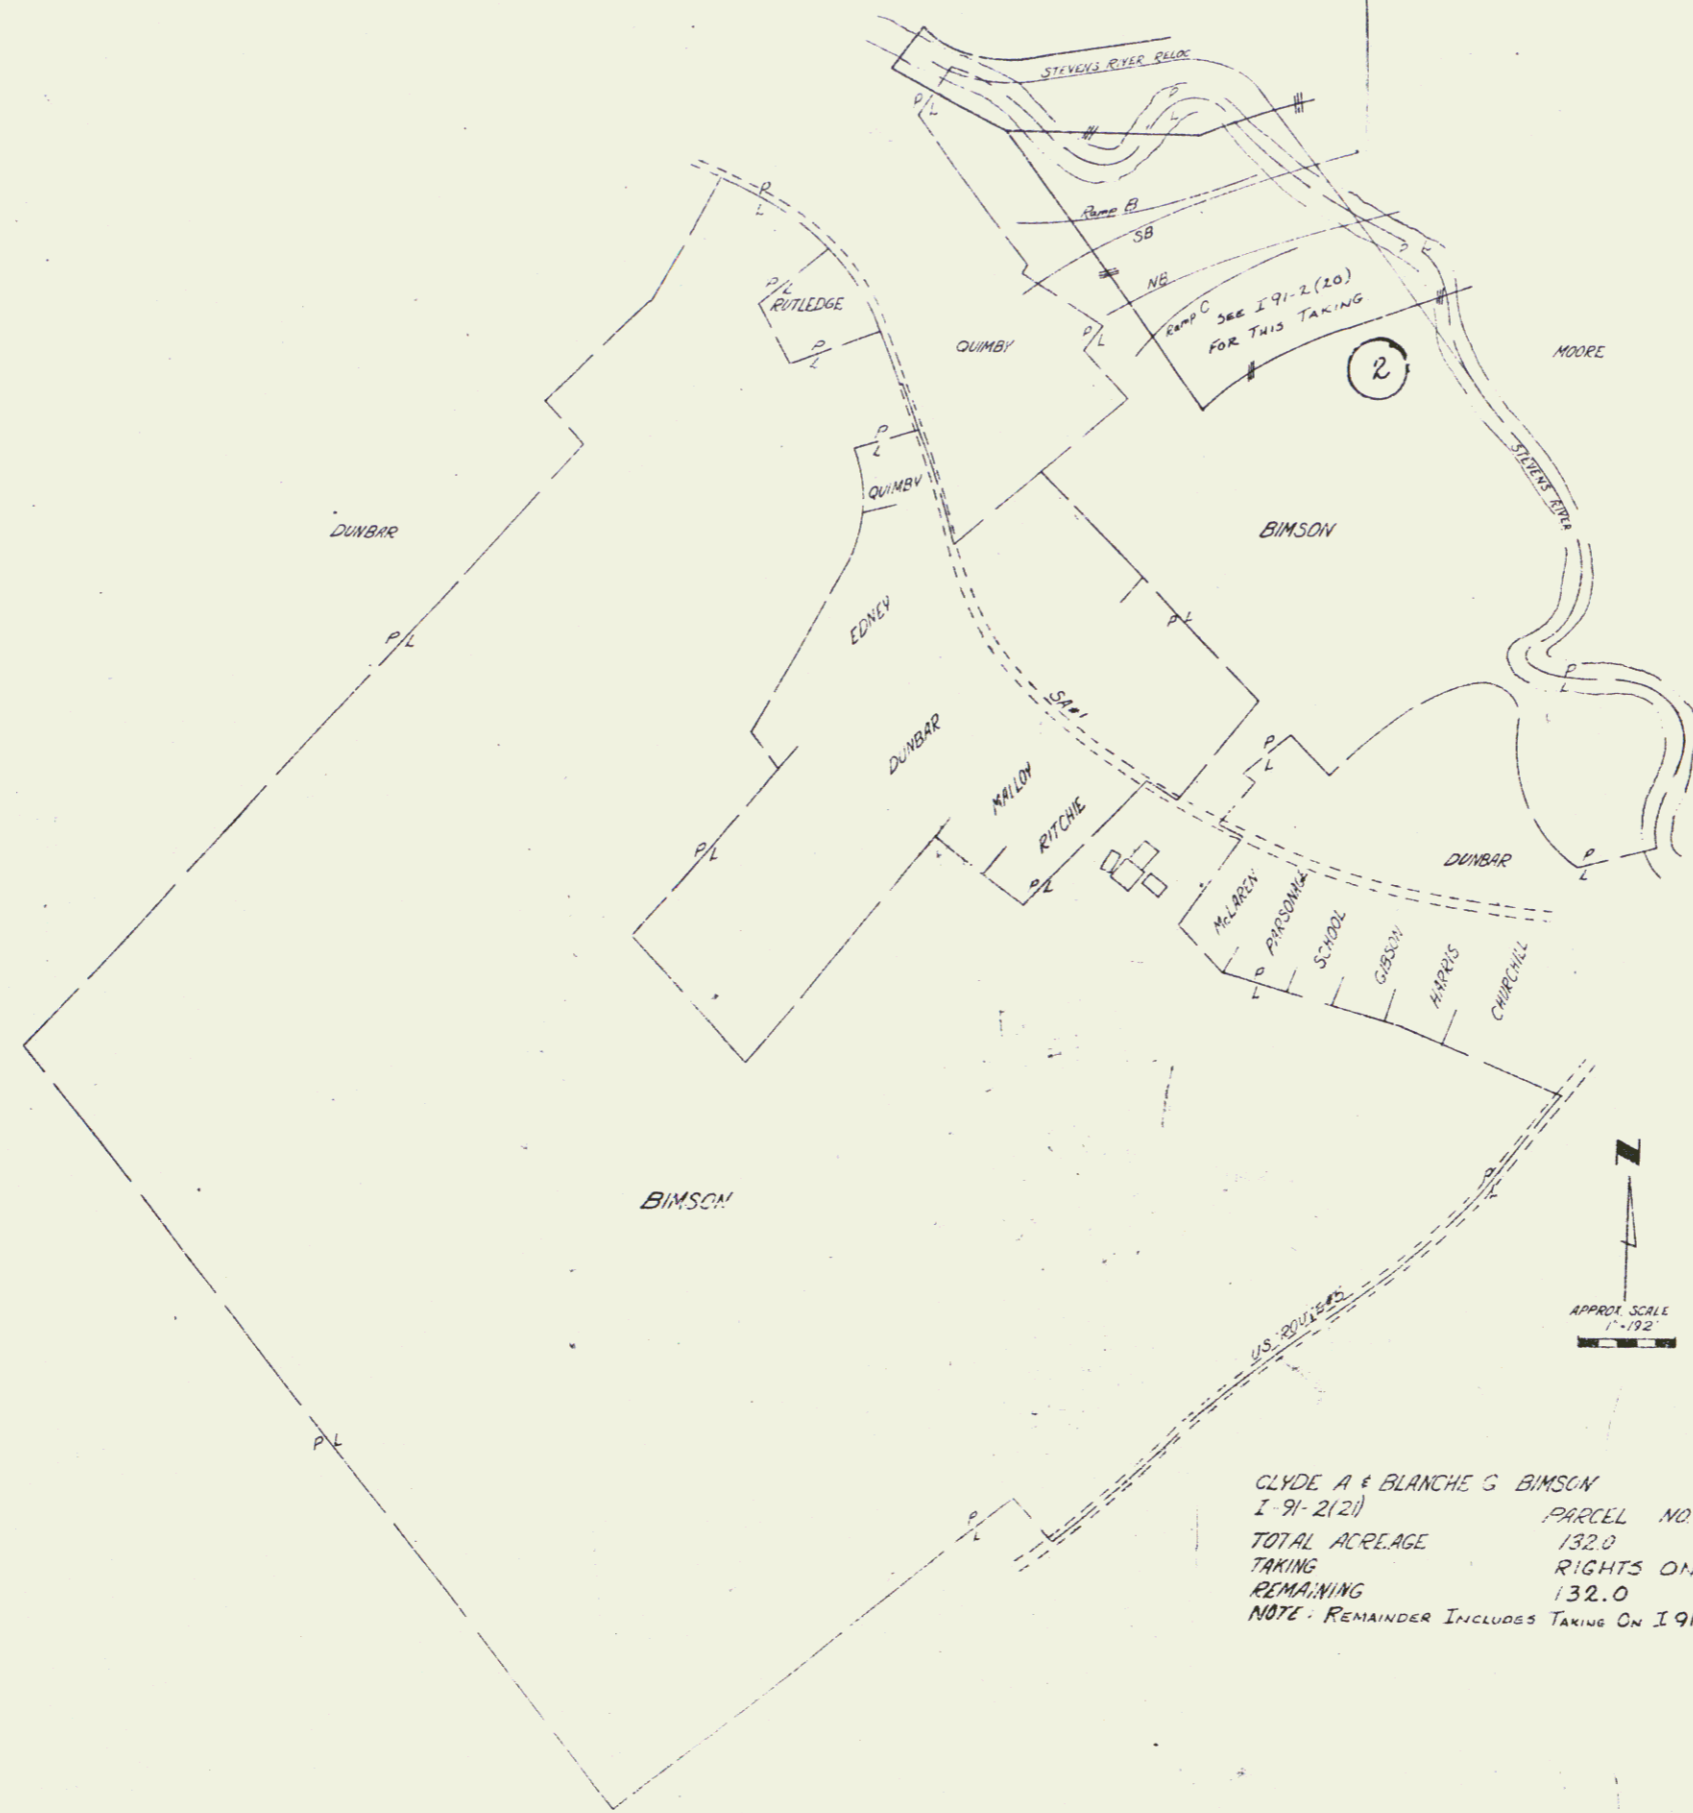 STEVENS RIVER RELOC
P
L
P/L
P
L
Ramp B
SB
NB
Ramp C
SEE I 91-2(20)
FOR THIS TAKING
2
MOORE
P/L
RUTLEDGE
P
L
QUIMBY
P/L
P
L
QUIMBY
STEVENS RIVER
DUNBAR
BIMSON
EDNEY
P/L
P L
P
L
SA#1
DUNBAR
P
L
MALLOY
RITCHIE
P/L
P/L
DUNBAR
P
L
McLAREN
PARSONAGE
SCHOOL
GIBSON
HARRIS
CHURCHILL
P
L
N
BIMSON
P
L
APPROX. SCALE
1"=192'
US ROUTE #5
P L
P
L
CLYDE A & BLANCHE G BIMSON
I-91-2(21) PARCEL NO.
TOTAL ACREAGE 132.0
TAKING RIGHTS
REMAINING 132.0
NOTE: REMAINDER INCLUDES TAKING ON I 91